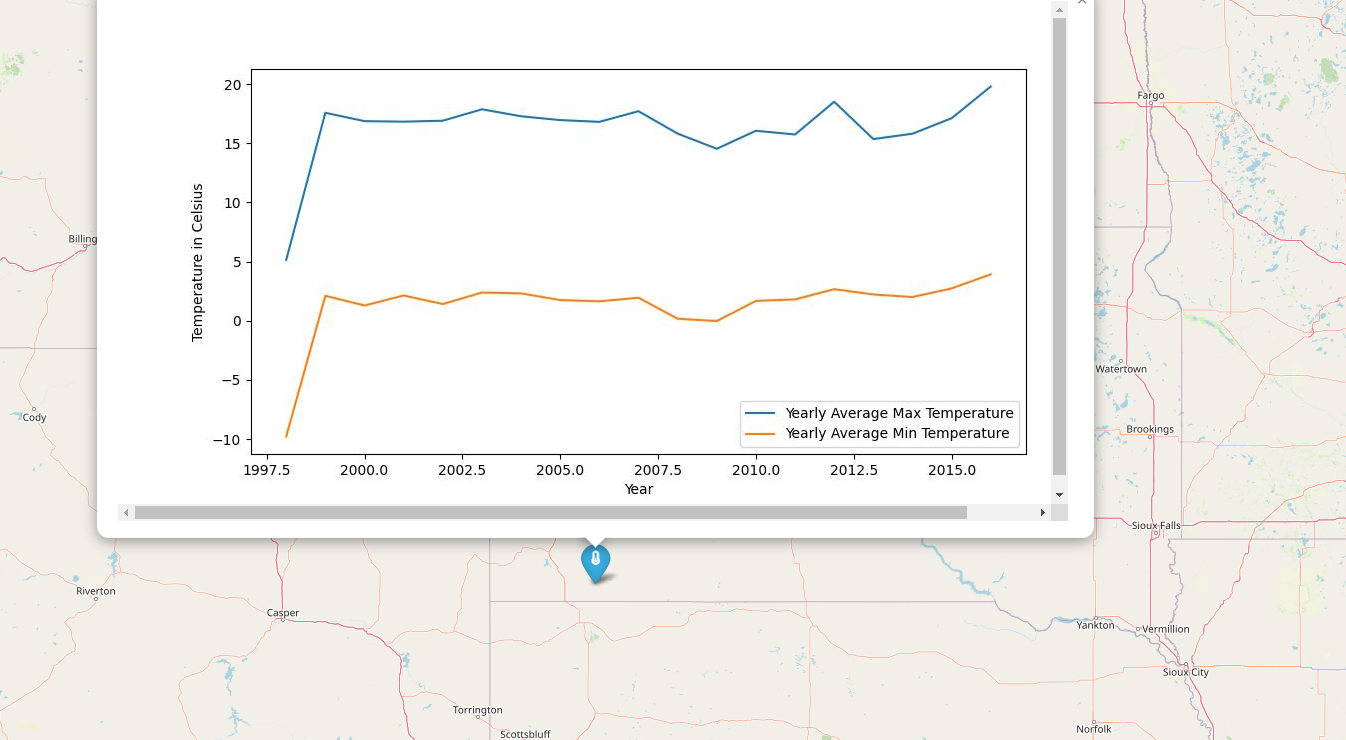 ×
Fargo
20
15
10
5
0
−5
−10
Temperature in Celsius
Yearly Average Max Temperature
Yearly Average Min Temperature
1997.5 2000.0 2002.5 2005.0 2007.5 2010.0 2012.5 2015.0
Year
Billing
Cody
Watertown
Brookings
Sioux Falls
Riverton
Casper
Yankton
Vermillion
Sioux City
Torrington
Scottsbluff
Norfolk